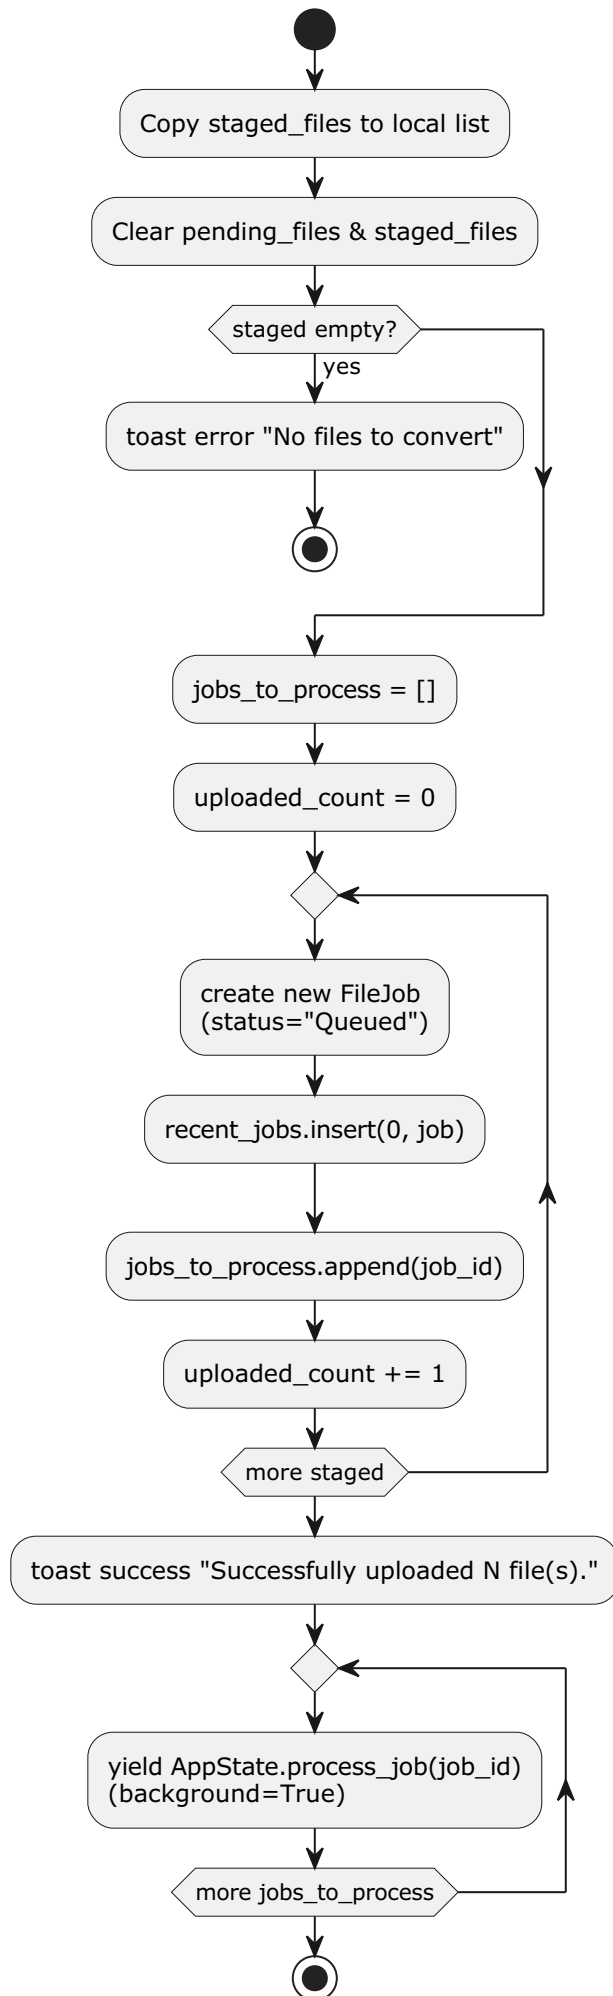 Copy staged_files to local list
Clear pending_files & staged_files
staged empty?
yes
toast error "No files to convert"
jobs_to_process = []
uploaded_count = 0
create new FileJob
(status="Queued")
recent_jobs.insert(0, job)
jobs_to_process.append(job_id)
uploaded_count += 1
more staged
toast success "Successfully uploaded N file(s)."
yield AppState.process_job(job_id)
(background=True)
more jobs_to_process